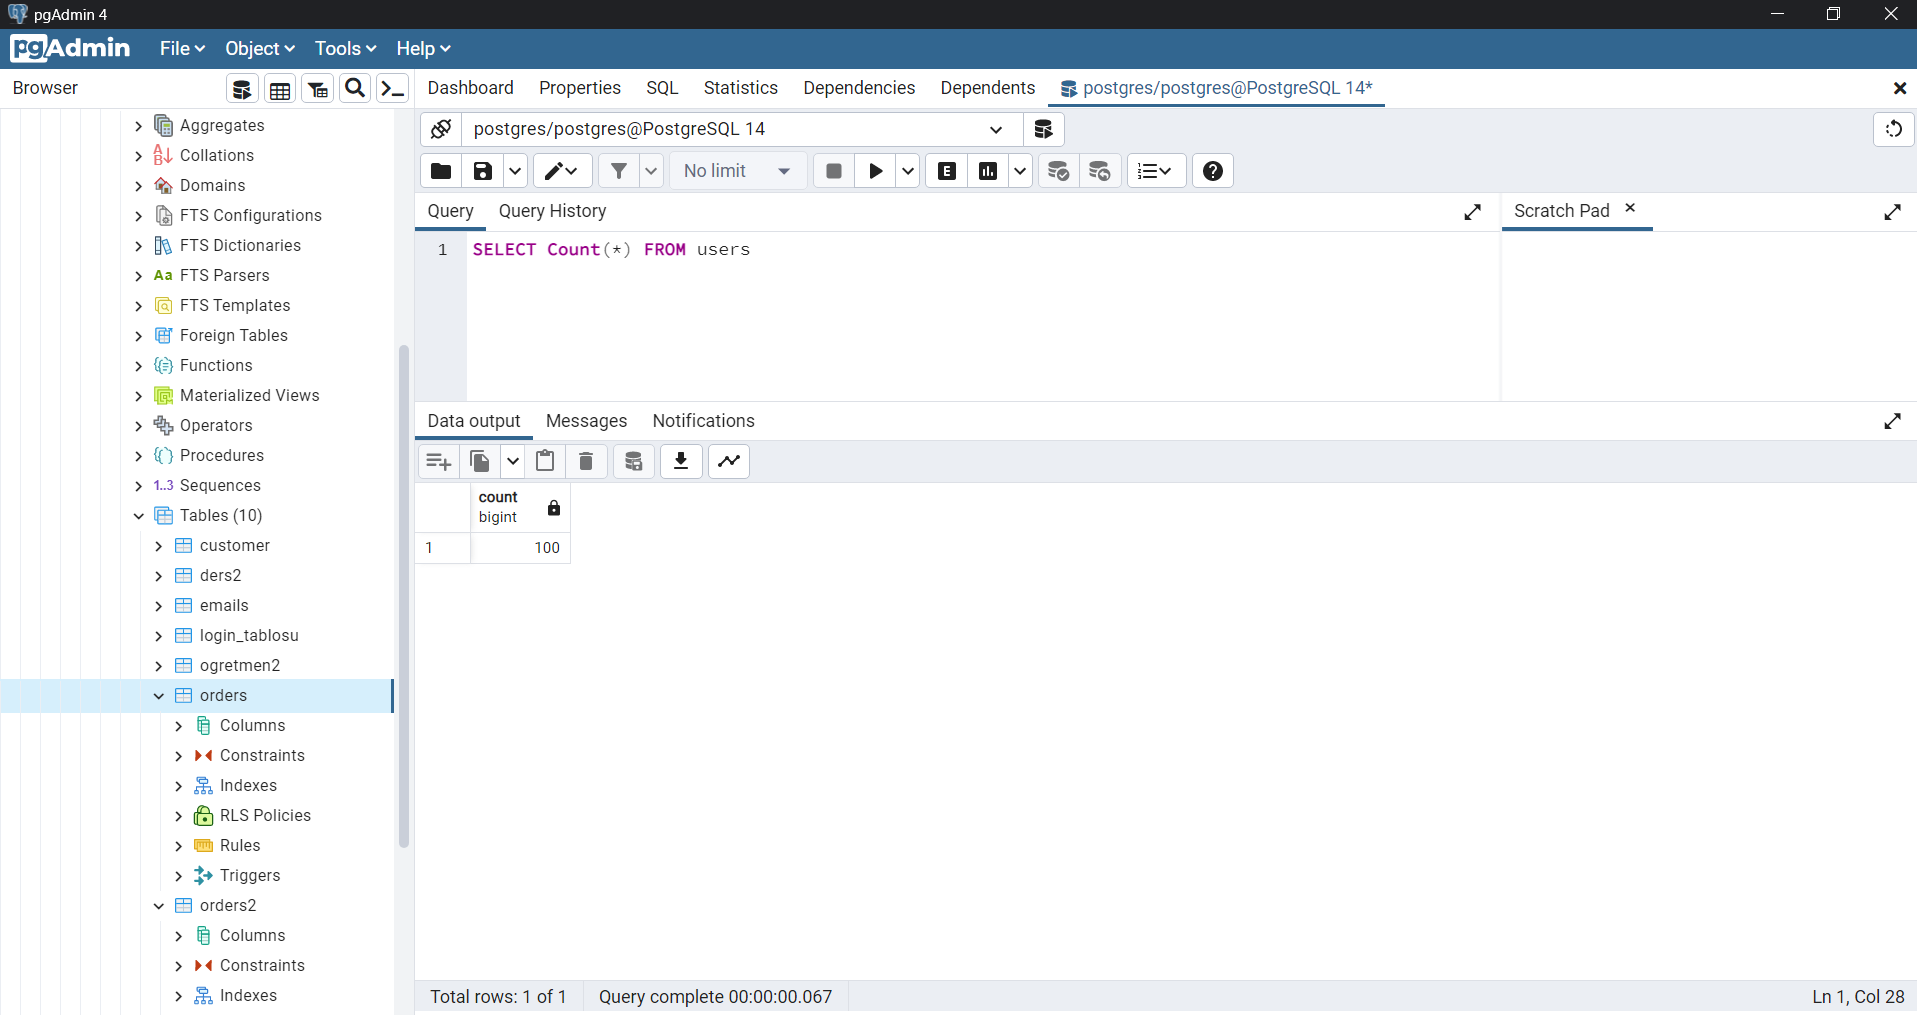 pgAdmin 4
pgAdmin File Object Tools Help
Browser
Dashboard Properties SQL Statistics Dependencies Dependents postgres/postgres@PostgreSQL 14*
Aggregates
Collations
Domains
FTS Configurations
FTS Dictionaries
Aa FTS Parsers
FTS Templates
Foreign Tables
Functions
Materialized Views
Operators
Procedures
1..3 Sequences
Tables (10)
customer
ders2
emails
login_tablosu
ogretmen2
orders
Columns
Constraints
Indexes
RLS Policies
Rules
Triggers
orders2
Columns
Constraints
Indexes
postgres/postgres@PostgreSQL 14
No limit
E
Query Query History
Scratch Pad
1 SELECT Count(*) FROM users
Data output Messages Notifications
count
bigint
1 100
Total rows: 1 of 1 Query complete 00:00:00.067 Ln 1, Col 28